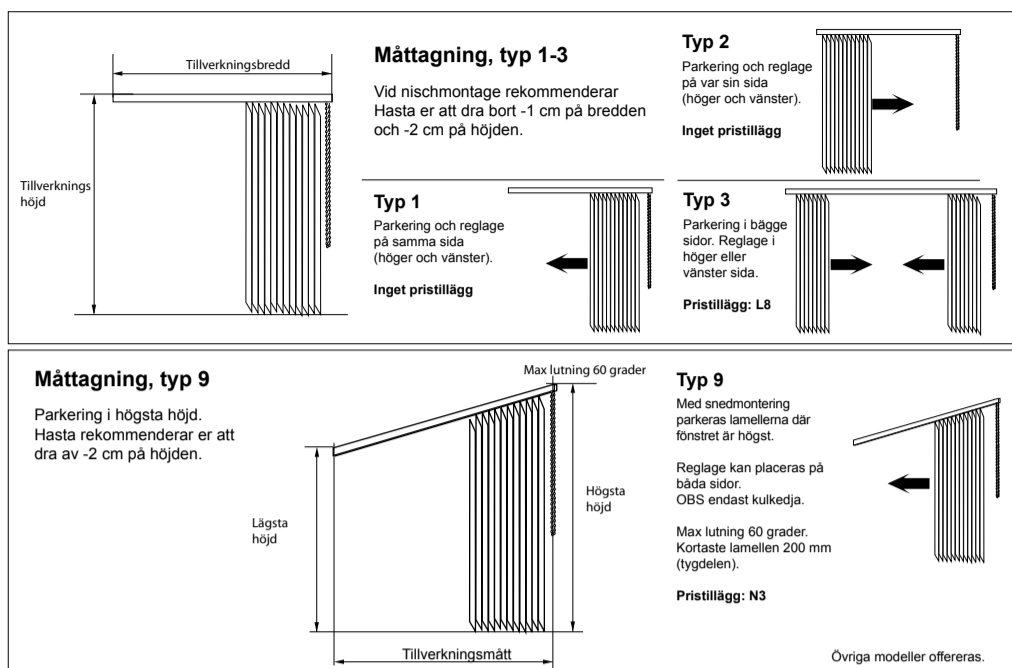 Tillverkningsbredd
Tillverknings
höjd
Måttagning, typ 1-3
Vid nischmontage rekommenderar
Hasta er att dra bort -1 cm på bredden
och -2 cm på höjden.
Typ 1
Parkering och reglage
på samma sida
(höger och vänster).
Inget pristillägg
Typ 2
Parkering och reglage
på var sin sida
(höger och vänster).
Inget pristillägg
Typ 3
Parkering i bägge
sidor. Reglage i
höger eller
vänster sida.
Pristillägg: L8
Måttagning, typ 9
Parkering i högsta höjd.
Hasta rekommenderar er att
dra av -2 cm på höjden.
Max lutning 60 grader
Lägsta
höjd
Högsta
höjd
Tillverkningsmått
Typ 9
Med snedmontering
parkeras lamellerna där
fönstret är högst.
Reglage kan placeras på
båda sidor.
OBS endast kulkedja.
Max lutning 60 grader.
Kortaste lamellen 200 mm
(tygdelen).
Pristillägg: N3
Övriga modeller offereras.